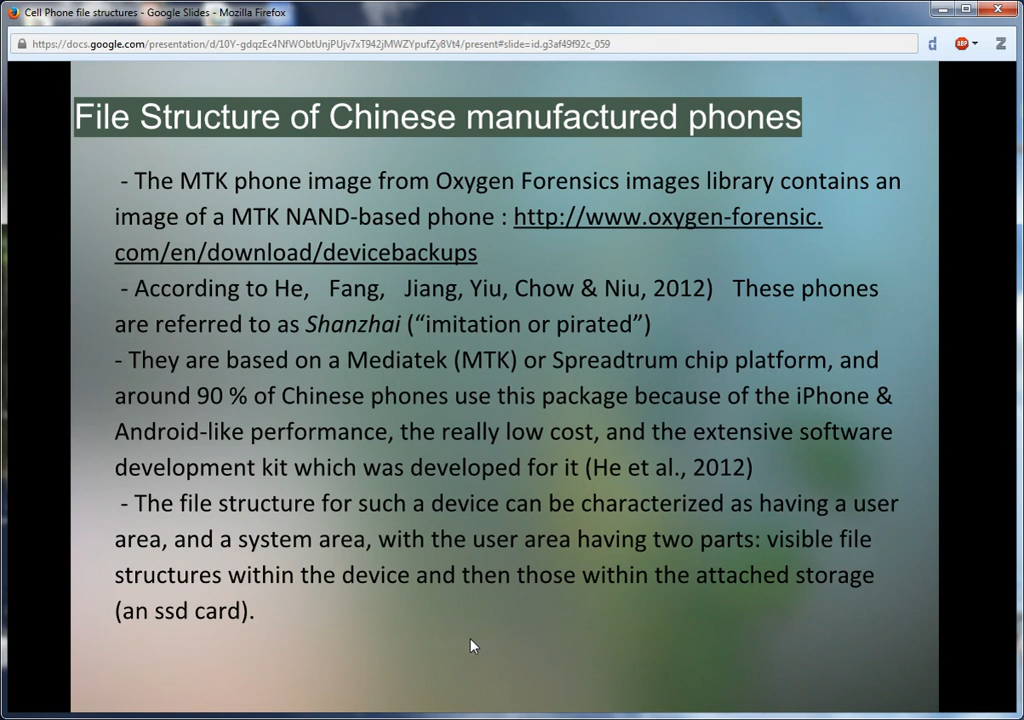 Cell Phone file structures - Google Slides - Mozilla Firefox
https://docs.google.com/presentation/d/10Y-gdqzEc4NfWObtUnjPUjv7xT942jMWZYpufZy8Vt4/present#slide=id.g3af49f92c_059
d ABP Z
File Structure of Chinese manufactured phones
- The MTK phone image from Oxygen Forensics images library contains an
image of a MTK NAND-based phone : http://www.oxygen-forensic.
com/en/download/devicebackups
- According to He, Fang, Jiang, Yiu, Chow & Niu, 2012) These phones
are referred to as Shanzhai (“imitation or pirated”)
- They are based on a Mediatek (MTK) or Spreadtrum chip platform, and
around 90 % of Chinese phones use this package because of the iPhone &
Android-like performance, the really low cost, and the extensive software
development kit which was developed for it (He et al., 2012)
- The file structure for such a device can be characterized as having a user
area, and a system area, with the user area having two parts: visible file
structures within the device and then those within the attached storage
(an ssd card).